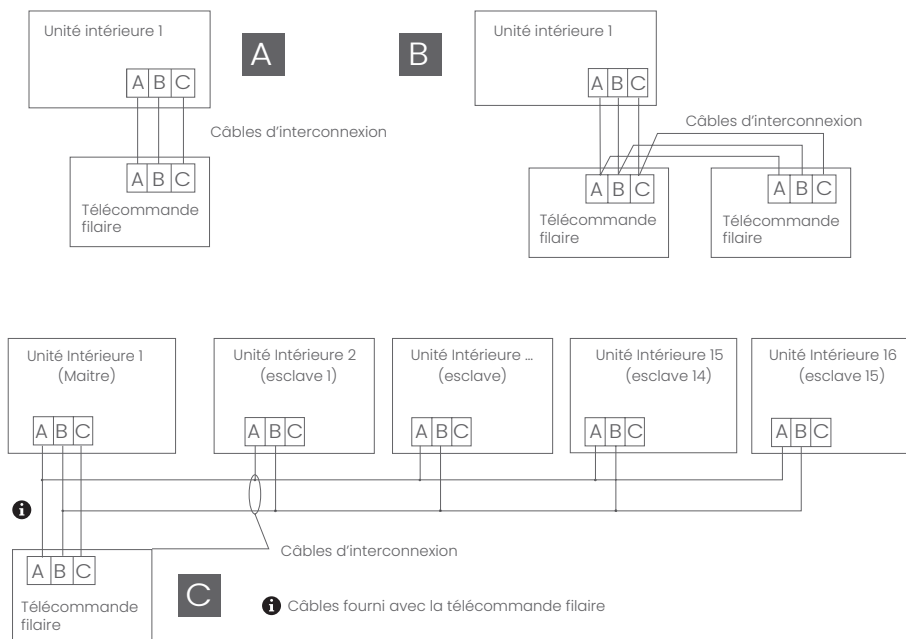 Unité intérieure 1
A B C
A
Câbles d’interconnexion
A B C
Télécommande
filaire
B
Unité intérieure 1
A B C
Câbles d’interconnexion
A B C
Télécommande
filaire
A B C
Télécommande
filaire
Unité Intérieure 1
(Maitre)
A B C
Unité Intérieure 2
(esclave 1)
A B C
Unité Intérieure ...
(esclave)
A B C
Unité Intérieure 15
(esclave 14)
A B C
Unité Intérieure 16
(esclave 15)
A B C
i
Câbles d’interconnexion
A B C
Télécommande
filaire
C
i Câbles fourni avec la télécommande filaire